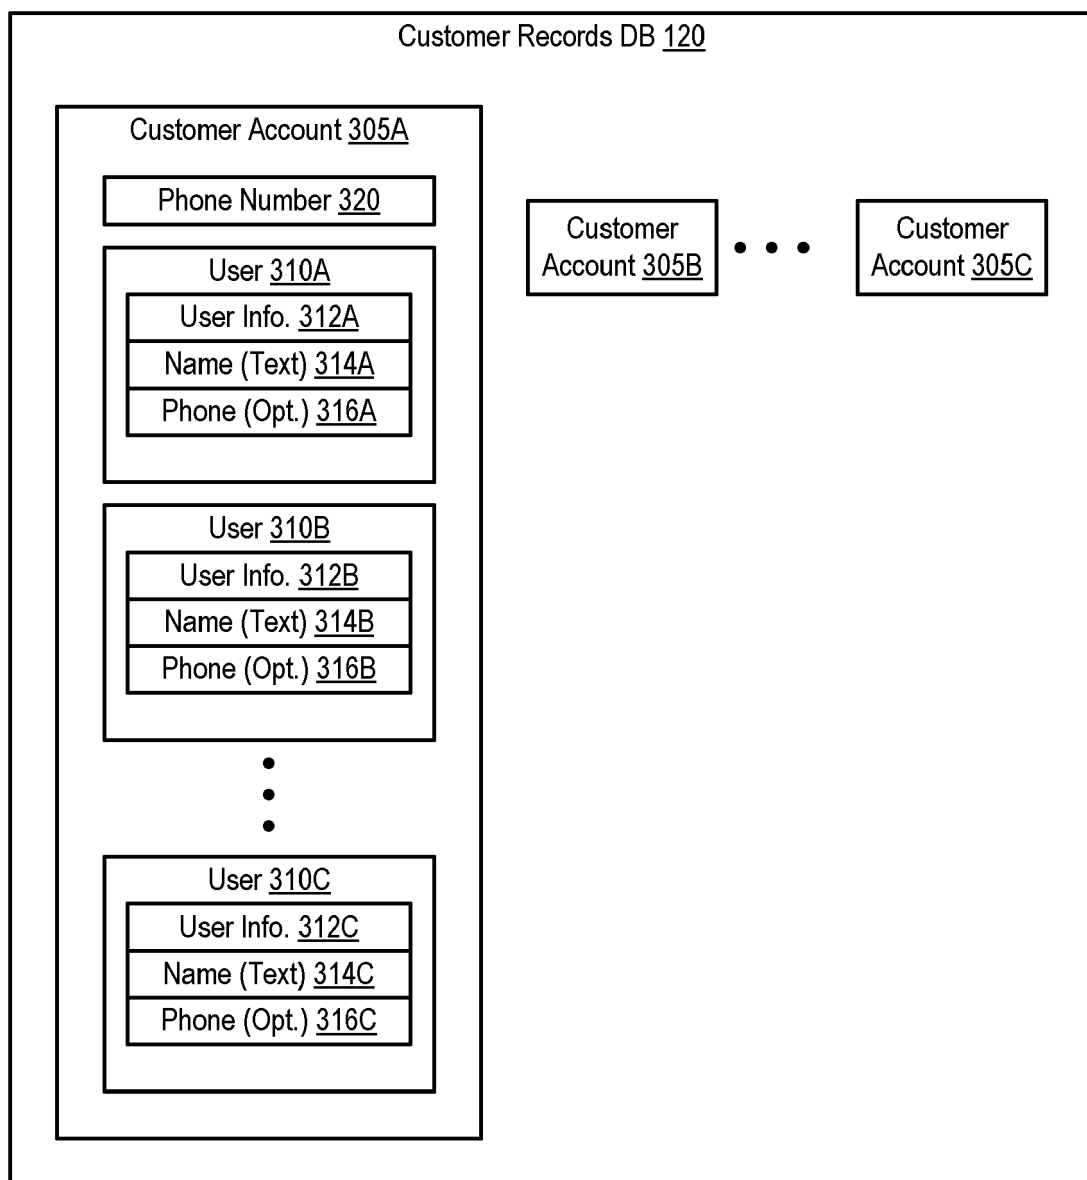 Customer Records DB 120
Customer Account 305A
Phone Number 320
User 310A
User Info. 312A
Name (Text) 314A
Phone (Opt.) 316A
User 310B
User Info. 312B
Name (Text) 314B
Phone (Opt.) 316B
User 310C
User Info. 312C
Name (Text) 314C
Phone (Opt.) 316C
Customer
Account 305B
Customer
Account 305C